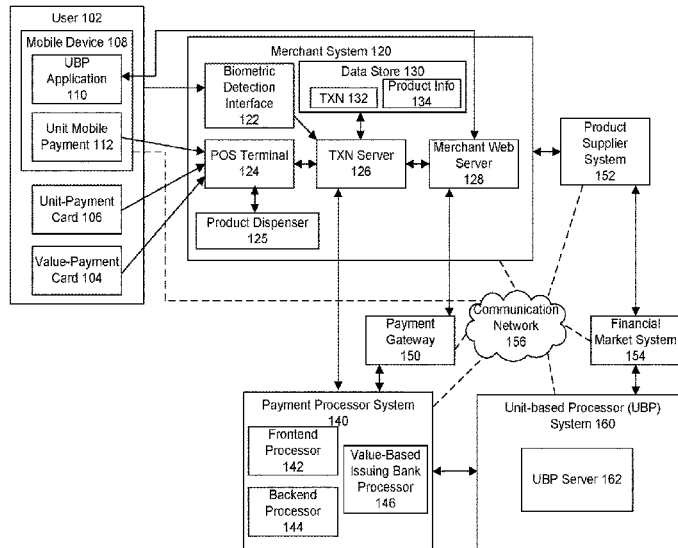 User 102
Mobile Device 108
UBP
Application
110
Unit Mobile
Payment 112
Unit-Payment
Card 106
Value-Payment
Card 104
Merchant System 120
Biometric
Detection
Interface
122
Data Store 130
TXN 132
Product Info
134
POS Terminal
124
TXN Server
126
Merchant Web
Server
128
Product Dispenser
125
Product
Supplier
System
152
Payment
Gateway
150
Communication
Network
156
Financial
Market System
154
Payment Processor System
140
Frontend
Processor
142
Backend
Processor
144
Value-Based
Issuing Bank
Processor
146
Unit-based Processor (UBP)
System 160
UBP Server 162